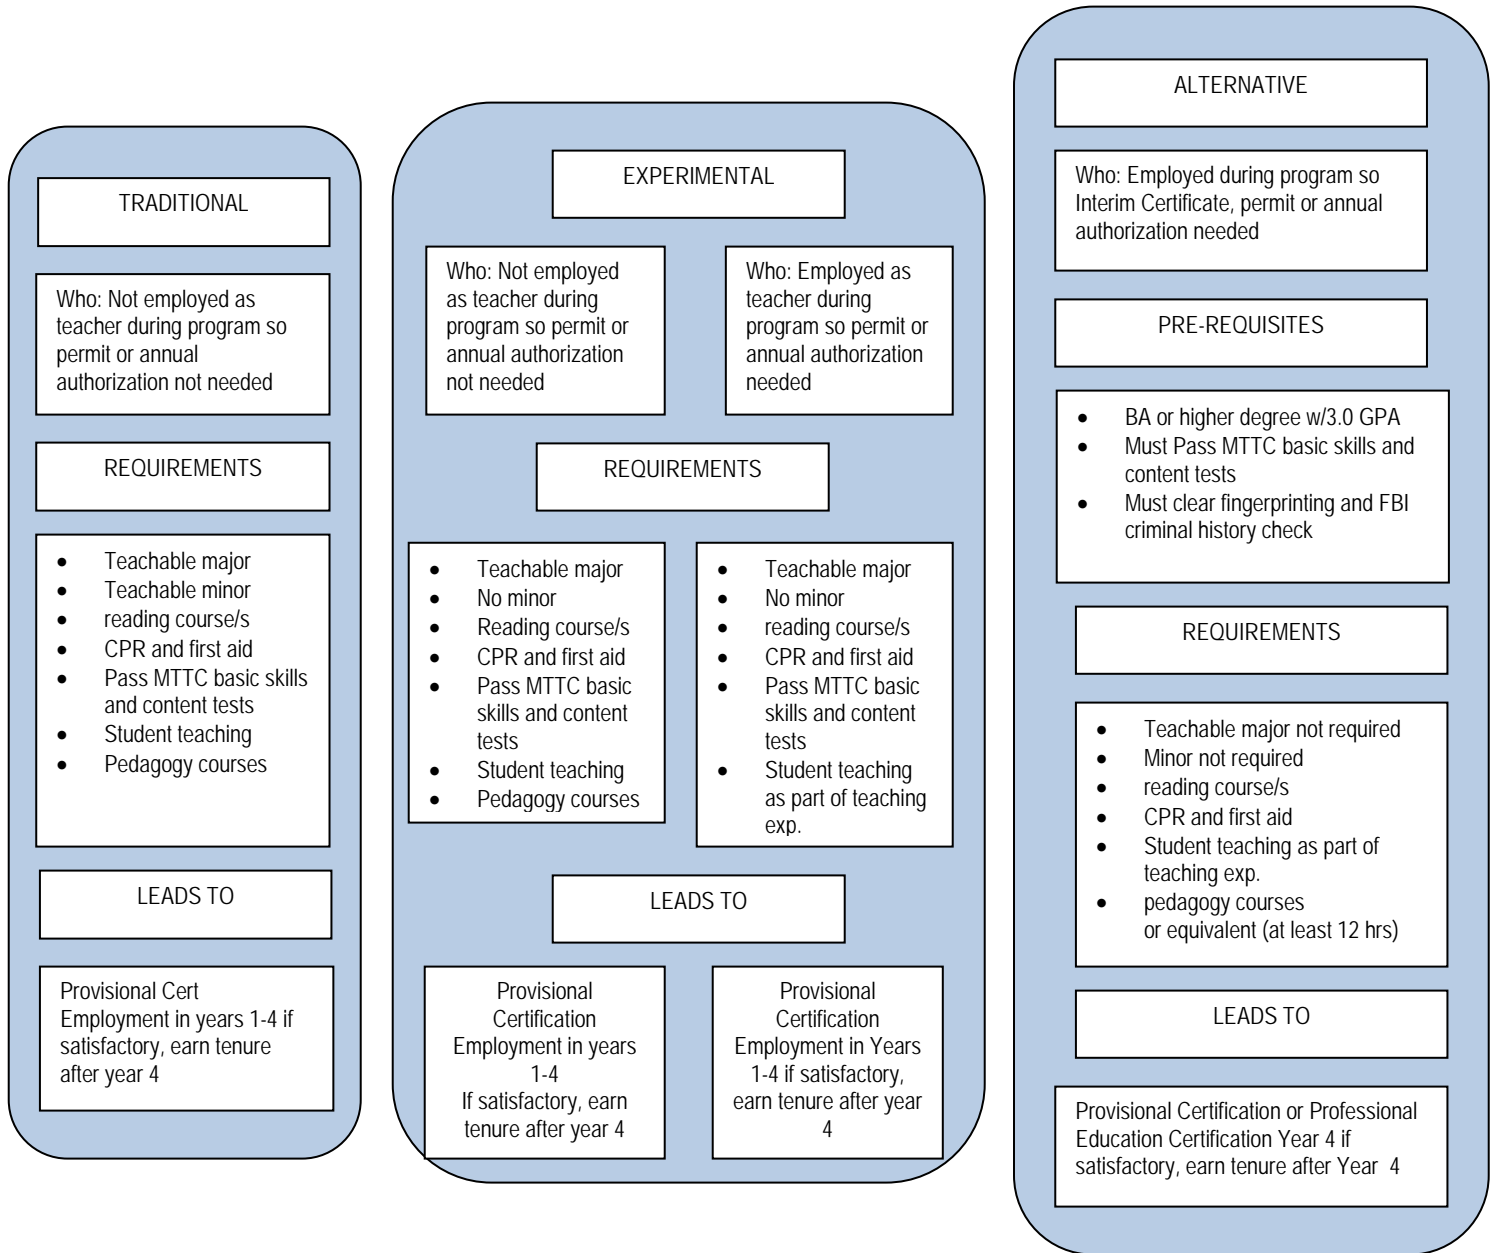 TRADITIONAL
Who: Not employed as
teacher during program so
permit or annual
authorization not needed
REQUIREMENTS
• Teachable major
• Teachable minor
• reading course/s
• CPR and first aid
• Pass MTTC basic skills
and content tests
• Student teaching
• Pedagogy courses
LEADS TO
Provisional Cert
Employment in years 1-4 if
satisfactory, earn tenure
after year 4
EXPERIMENTAL
Who: Not employed
as teacher during
program so permit or
annual authorization
not needed
Who: Employed as
teacher during
program so permit or
annual authorization
needed
REQUIREMENTS
• Teachable major
• No minor
• Reading course/s
• CPR and first aid
• Pass MTTC basic
skills and content
tests
• Student teaching
• Pedagogy courses
• Teachable major
• No minor
• reading course/s
• CPR and first aid
• Pass MTTC basic
skills and content
tests
• Student teaching
as part of teaching
exp.
LEADS TO
Provisional
Certification
Employment in years
1-4
If satisfactory, earn
tenure after year 4
Provisional
Certification
Employment in Years
1-4 if satisfactory,
earn tenure after year
4
ALTERNATIVE
Who: Employed during program so
Interim Certificate, permit or annual
authorization needed
PRE-REQUISITES
• BA or higher degree w/3.0 GPA
• Must Pass MTTC basic skills and
content tests
• Must clear fingerprinting and FBI
criminal history check
REQUIREMENTS
• Teachable major not required
• Minor not required
• reading course/s
• CPR and first aid
• Student teaching as part of
teaching exp.
• pedagogy courses
or equivalent (at least 12 hrs)
LEADS TO
Provisional Certification or Professional
Education Certification Year 4 if
satisfactory, earn tenure after Year 4